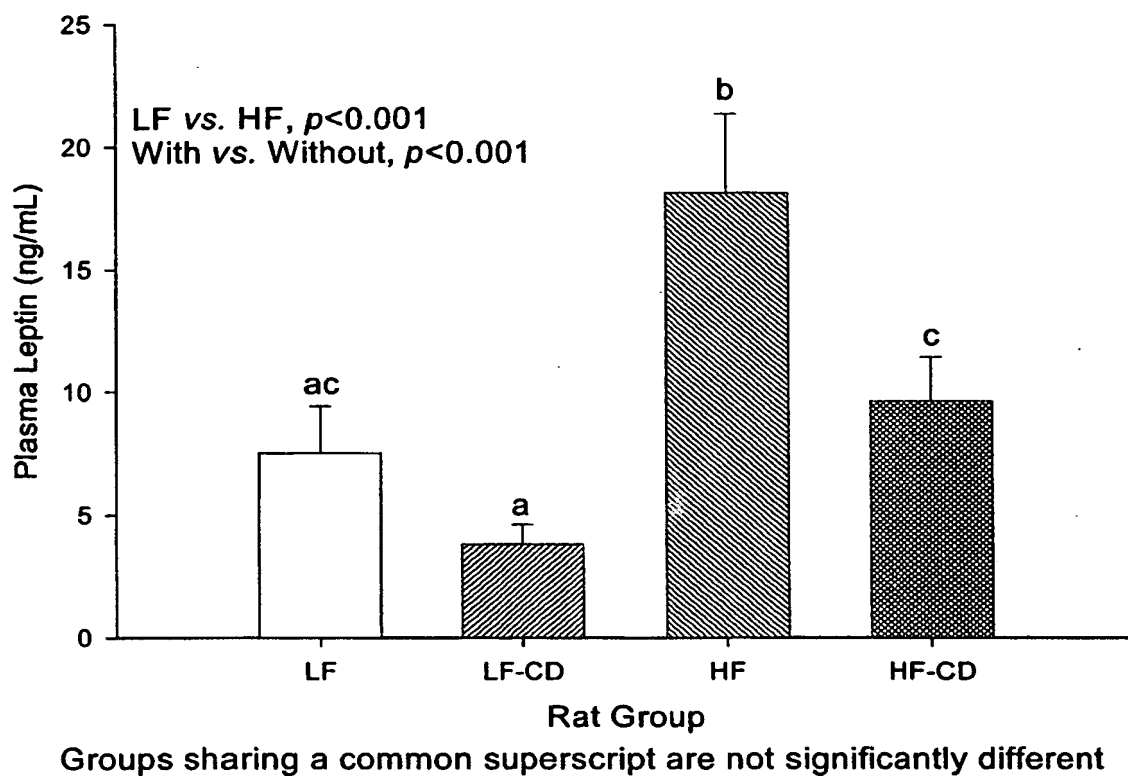 25
20
15
10
5
0
Plasma Leptin (ng/mL)
LF vs. HF, p<0.001
With vs. Without, p<0.001
ac
a
b
c
LF
LF-CD
HF
HF-CD
Rat Group
Groups sharing a common superscript are not significantly different